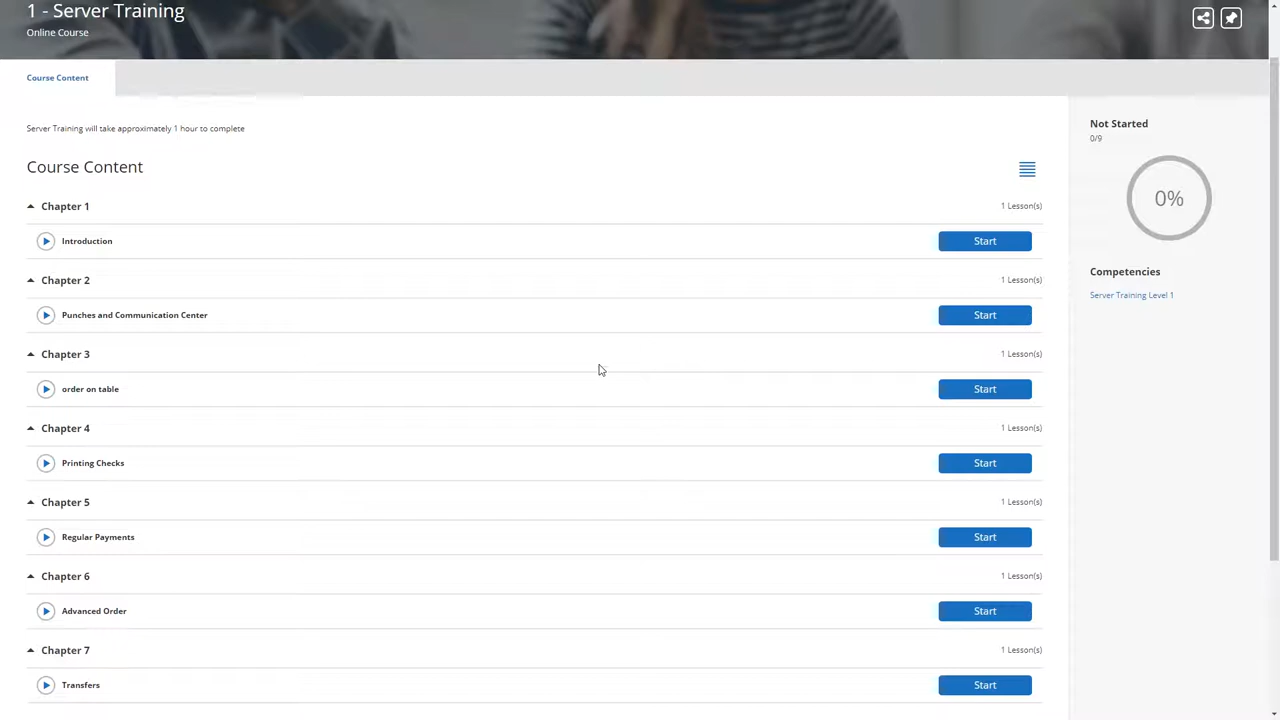 1 - Server Training
Online Course
Course Content
Server Training will take approximately 1 hour to complete
Course Content
Chapter 1
1 Lesson(s)
Introduction
Start
Chapter 2
1 Lesson(s)
Punches and Communication Center
Start
Chapter 3
1 Lesson(s)
order on table
Start
Chapter 4
1 Lesson(s)
Printing Checks
Start
Chapter 5
1 Lesson(s)
Regular Payments
Start
Chapter 6
1 Lesson(s)
Advanced Order
Start
Chapter 7
1 Lesson(s)
Transfers
Start
Not Started
0/9
0%
Competencies
Server Training Level 1